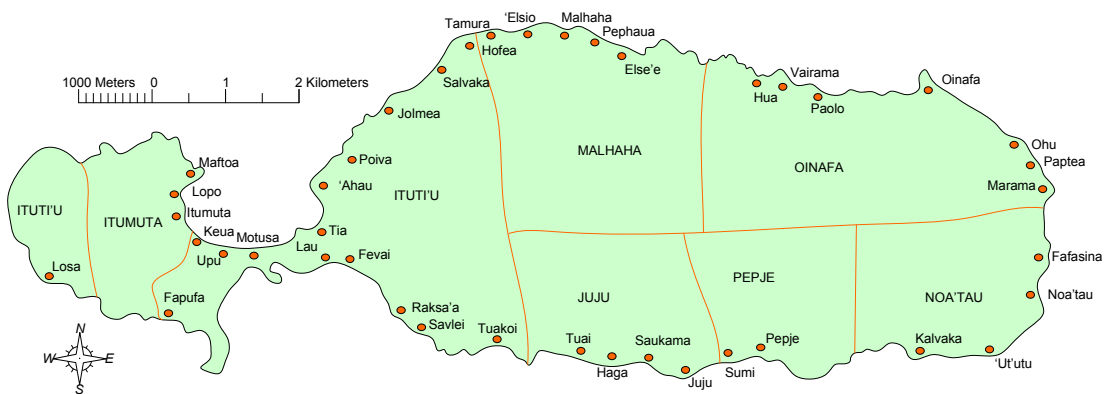 'Elsio
Malhaha
Tamura
Pephaua
Hofea
Else'e
Salvaka
Vairama
Oinafa
Hua
Paolo
1000 Meters 0 1 2 Kilometers
Jolmea
Ohu
MALHAHA
Paptea
Poiva
OINAFA
Maftoa
Marama
'Ahau
ITUTI'U
Lopo
ITUTI'U
ITUMUTA
Itumuta
Keua
Motusa
Tia
Lau
Upu
Fevai
Fafasina
Losa
PEPJE
Fapufa
JUJU
NOA'TAU
Noa'tau
Raksa'a
Savlei
Tuakoi
Tuai
Saukama
Pepje
Kalvaka
'Ut'utu
Haga
Juju
Sumi
N
W E
S